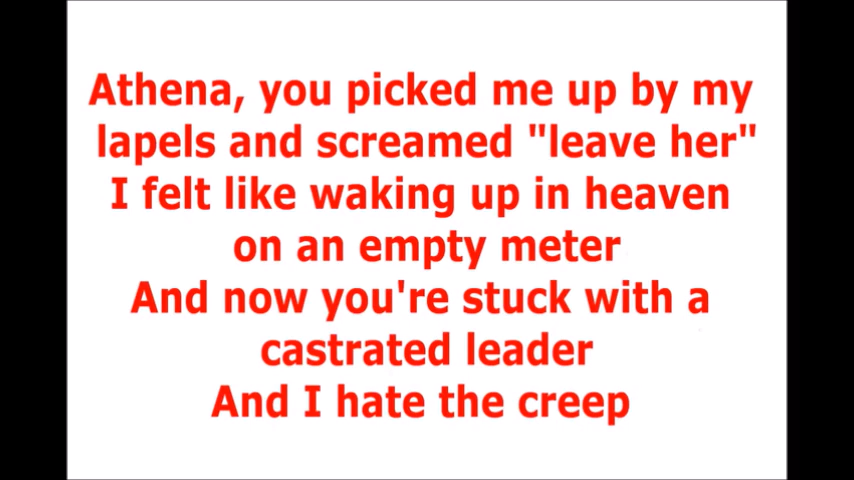 Athena, you picked me up by my
lapels and screamed "leave her"
I felt like waking up in heaven
on an empty meter
And now you're stuck with a
castrated leader
And I hate the creep